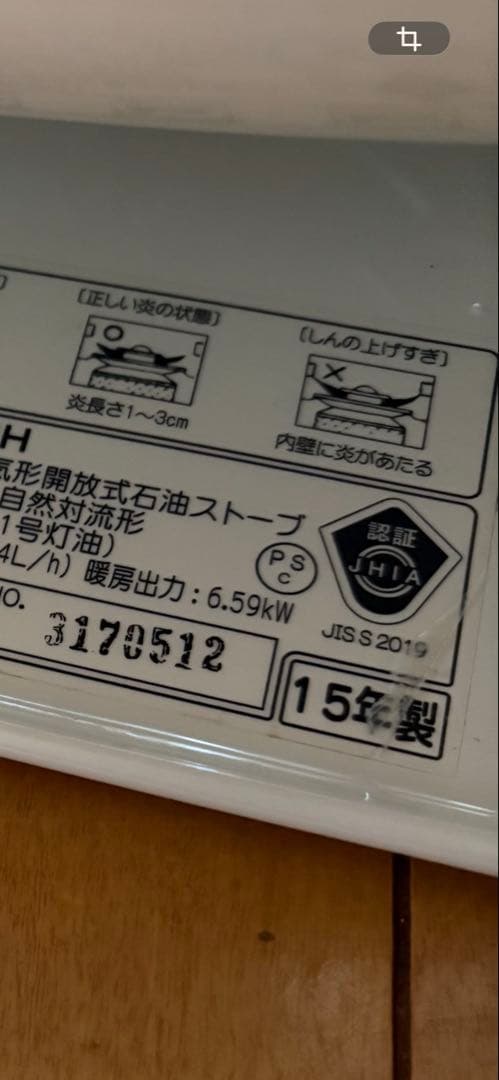 〔正しい炎の状態〕
〔しんの上げすぎ〕
炎長さ1〜3cm
内壁に炎があたる
H
気形開放式石油ストーブ
自然対流形
1号灯油)
4L/h) 暖房出力:6.59kW
PS
C
認証
JHIA
JIS S 2019
NO.
3170512
15年製